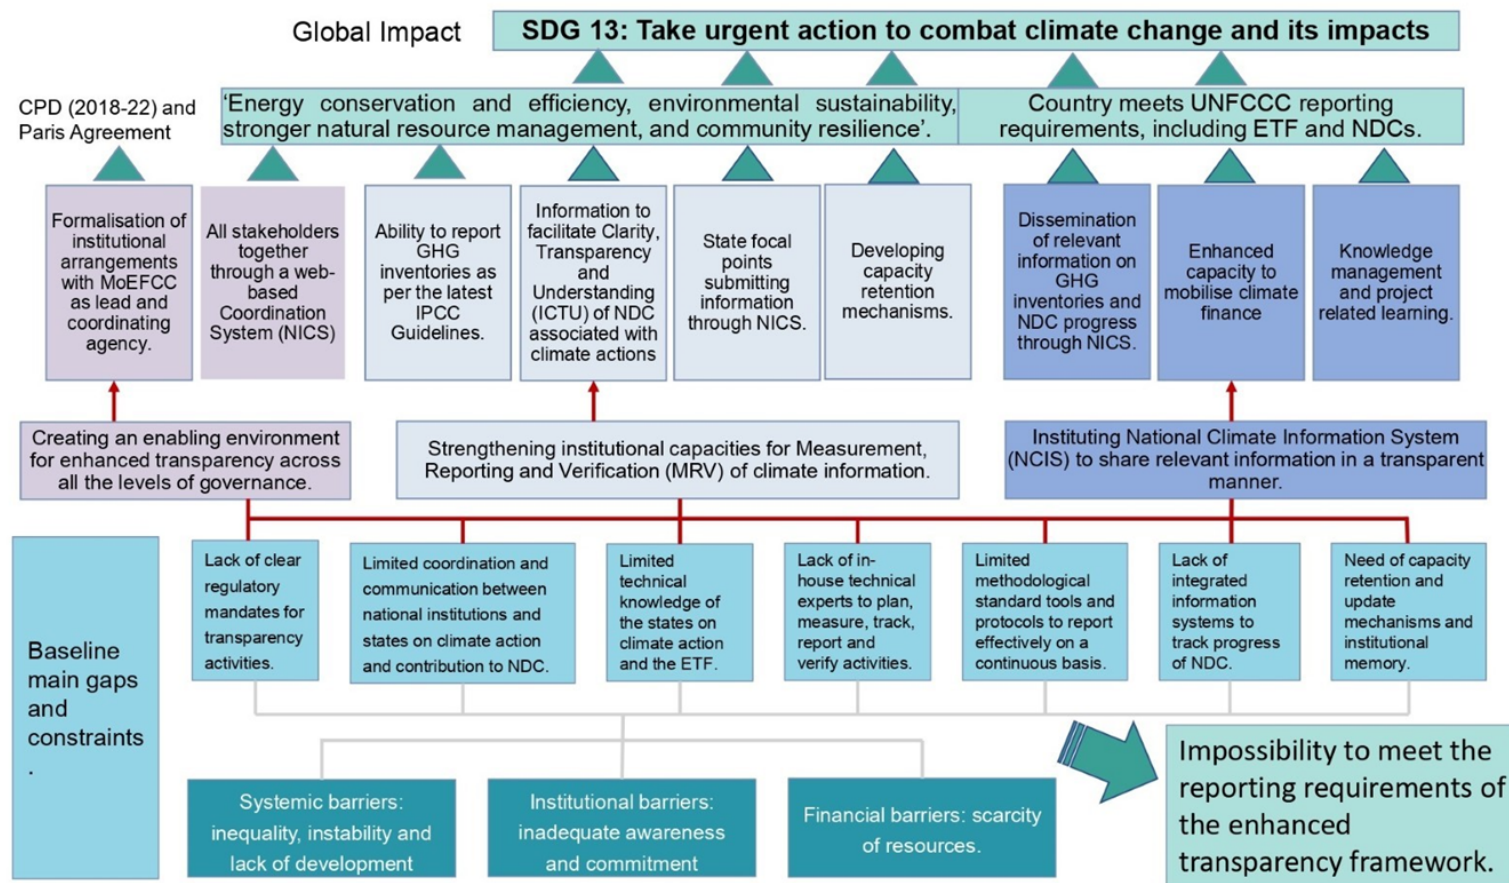 Global Impact
SDG 13: Take urgent action to combat climate change and its impacts
CPD (2018-22) and
Paris Agreement
‘Energy conservation and efficiency, environmental sustainability,
stronger natural resource management, and community resilience’.
Country meets UNFCCC reporting
requirements, including ETF and NDCs.
Formalisation of
institutional
arrangements
with MoEFCC
as lead and
coordinating
agency.
All stakeholders
together
through a web-
based
Coordination
System (NICS)
Ability to report
GHG
inventories as
per the latest
IPCC
Guidelines.
Information to
facilitate Clarity,
Transparency
and
Understanding
(ICTU) of NDC
associated with
climate actions
State focal
points
submitting
information
through NICS.
Developing
capacity
retention
mechanisms.
Dissemination
of relevant
information on
GHG
inventories and
NDC progress
through NICS.
Enhanced
capacity to
mobilise climate
finance
Knowledge
management
and project
related learning.
Creating an enabling environment
for enhanced transparency across
all the levels of governance.
Strengthening institutional capacities for Measurement,
Reporting and Verification (MRV) of climate information.
Instituting National Climate Information System
(NCIS) to share relevant information in a transparent
manner.
Baseline
main gaps
and
constraints
.
Lack of clear
regulatory
mandates for
transparency
activities.
Limited coordination and
communication between
national institutions and
states on climate action
and contribution to NDC.
Limited
technical
knowledge of
the states on
climate action
and the ETF.
Lack of in-
house technical
experts to plan,
measure, track,
report and
verify activities.
Limited
methodological
standard tools and
protocols to report
effectively on a
continuous basis.
Lack of
integrated
information
systems to
track progress
of NDC.
Need of capacity
retention and
update
mechanisms and
institutional
memory.
Systemic barriers:
inequality, instability and
lack of development
Institutional barriers:
inadequate awareness
and commitment
Financial barriers: scarcity
of resources.
Impossibility to meet the
reporting requirements of
the enhanced
transparency framework.